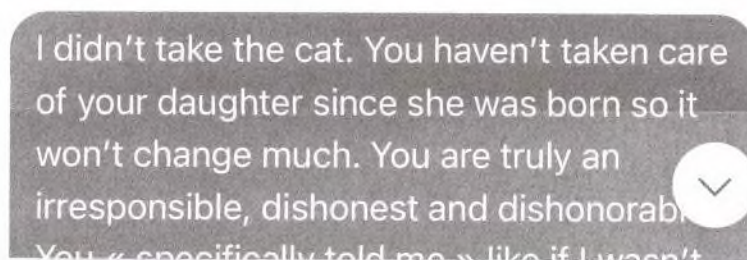 I didn't take the cat. You haven't taken care
of your daughter since she was born so it
won't change much. You are truly an
irresponsible, dishonest and
You « specifically told me » like if I wasn't